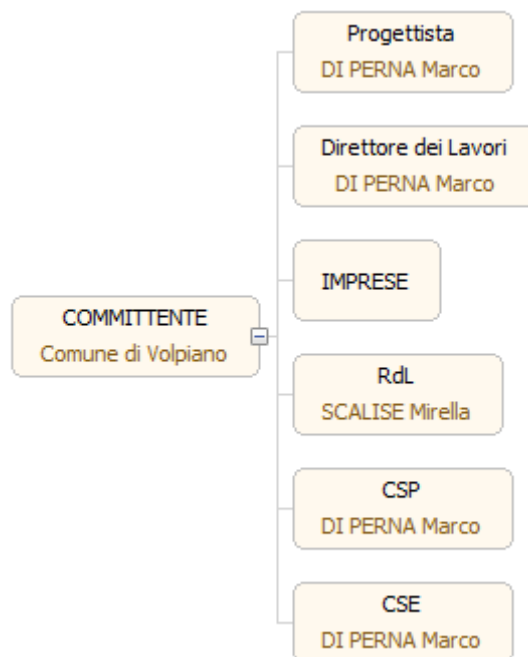 Progettista
DI PERNA Marco
Direttore dei Lavori
DI PERNA Marco
IMPRESE
COMMITTENTE
Comune di Volpiano
RdL
SCALISE Mirella
CSP
DI PERNA Marco
CSE
DI PERNA Marco